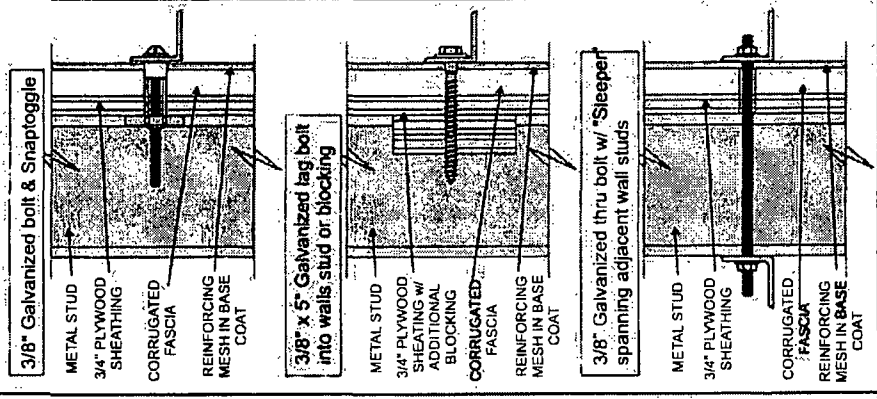 3/8" Galvanized bolt & Snaptoggle
METAL STUD
3/4" PLYWOOD
SHEATHING
CORRUGATED
FASCIA
REINFORCING
MESH IN BASE
COAT
3/8" x 5" Galvanized lag bolt
into walls stud or blocking
METAL STUD
3/4" PLYWOOD
SHEATING w/
ADDITIONAL
BLOCKING
CORRUGATED
FASCIA
REINFORCING
MESH IN BASE
COAT
3/8" Galvanized thru bolt w/ "Sleeper"
spanning adjacent wall studs
METAL STUD
3/4" PLYWOOD
SHEATHING
CORRUGATED
FASCIA
REINFORCING
MESH IN BASE
COAT